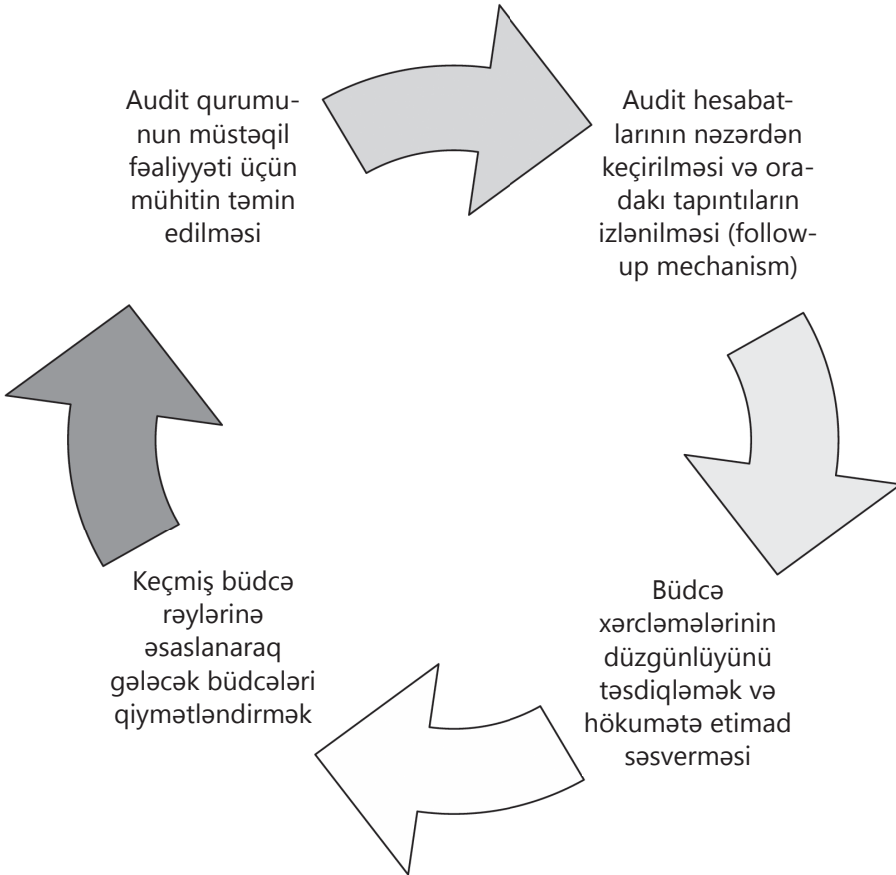 Audit qurumu-
nun müstəqil
fəaliyyəti üçün
mühitin təmin
edilməsi
Audit hesabat-
larının nəzərdən
keçirilməsi və ora-
dakı tapıntıların
izlənilməsi (follow-
up mechanism)
Büdcə
xərcləmələrinin
düzgünlüyünü
təsdiqləmək və
hökumətə etimad
səsverməsi
Keçmiş büdcə
rəylərinə
əsaslanaraq
gələcək büdcələri
qiymətləndirmək